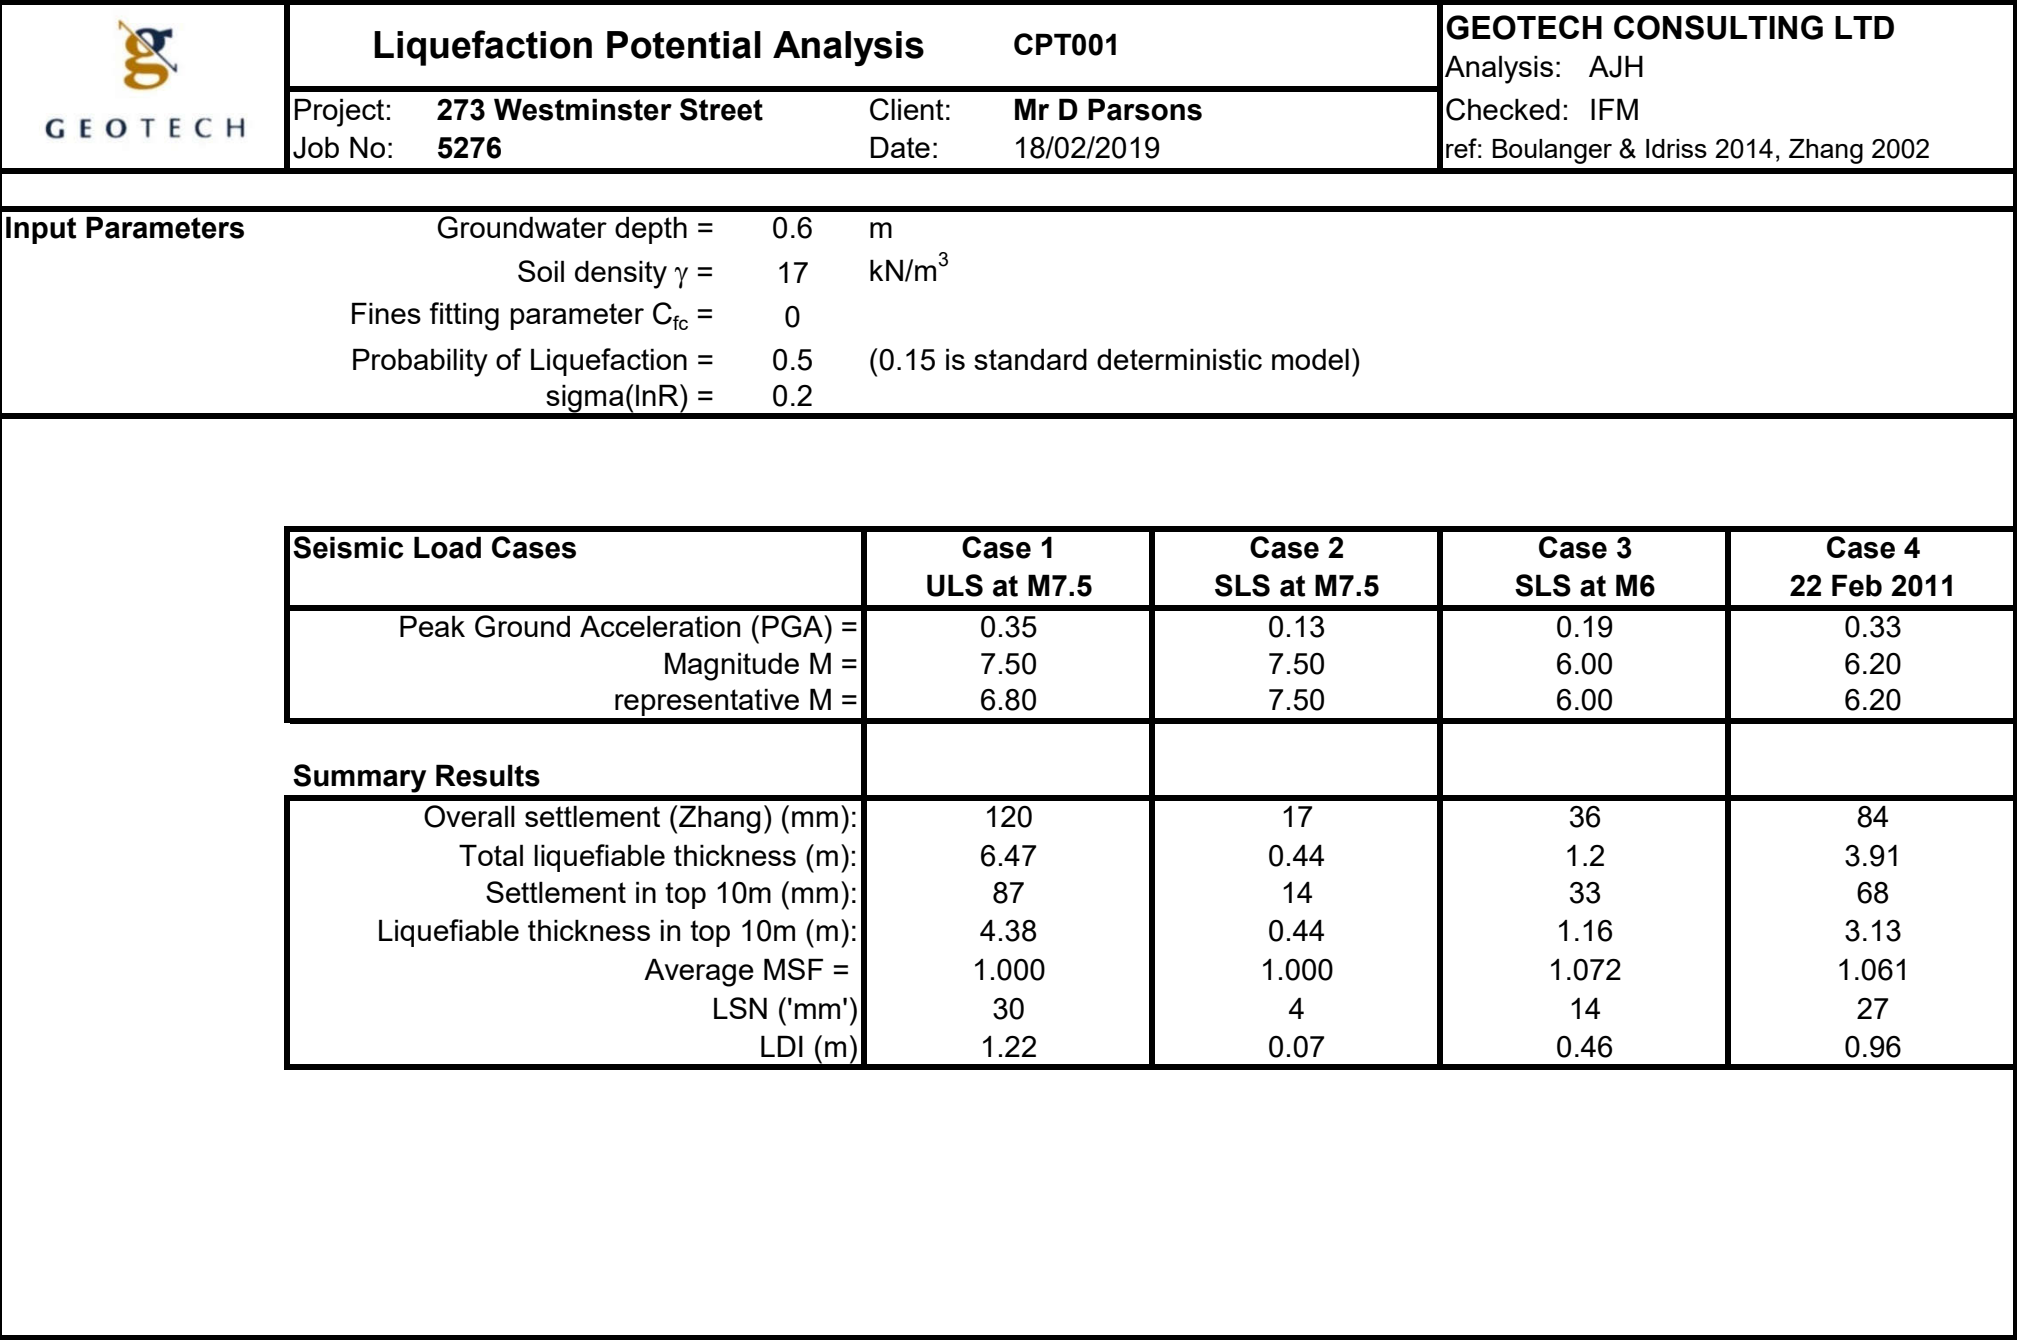 g
GEOTECH
Liquefaction Potential Analysis CPT001
GEOTECH CONSULTING LTD
Analysis: AJH
Project: 273 Westminster Street Client: Mr D Parsons Checked: IFM
Job No: 5276 Date: 18/02/2019 ref: Boulanger & Idriss 2014, Zhang 2002
Input Parameters Groundwater depth = 0.6 m
Soil density γ = 17 kN/m³
Fines fitting parameter Cfc = 0
Probability of Liquefaction = 0.5 (0.15 is standard deterministic model)
sigma(lnR) = 0.2
Seismic Load Cases Case 1 Case 2 Case 3 Case 4
ULS at M7.5 SLS at M7.5 SLS at M6 22 Feb 2011
Peak Ground Acceleration (PGA) = 0.35 0.13 0.19 0.33
Magnitude M = 7.50 7.50 6.00 6.20
representative M = 6.80 7.50 6.00 6.20
Summary Results
Overall settlement (Zhang) (mm): 120 17 36 84
Total liquefiable thickness (m): 6.47 0.44 1.2 3.91
Settlement in top 10m (mm): 87 14 33 68
Liquefiable thickness in top 10m (m): 4.38 0.44 1.16 3.13
Average MSF = 1.000 1.000 1.072 1.061
LSN ('mm') 30 4 14 27
LDI (m) 1.22 0.07 0.46 0.96